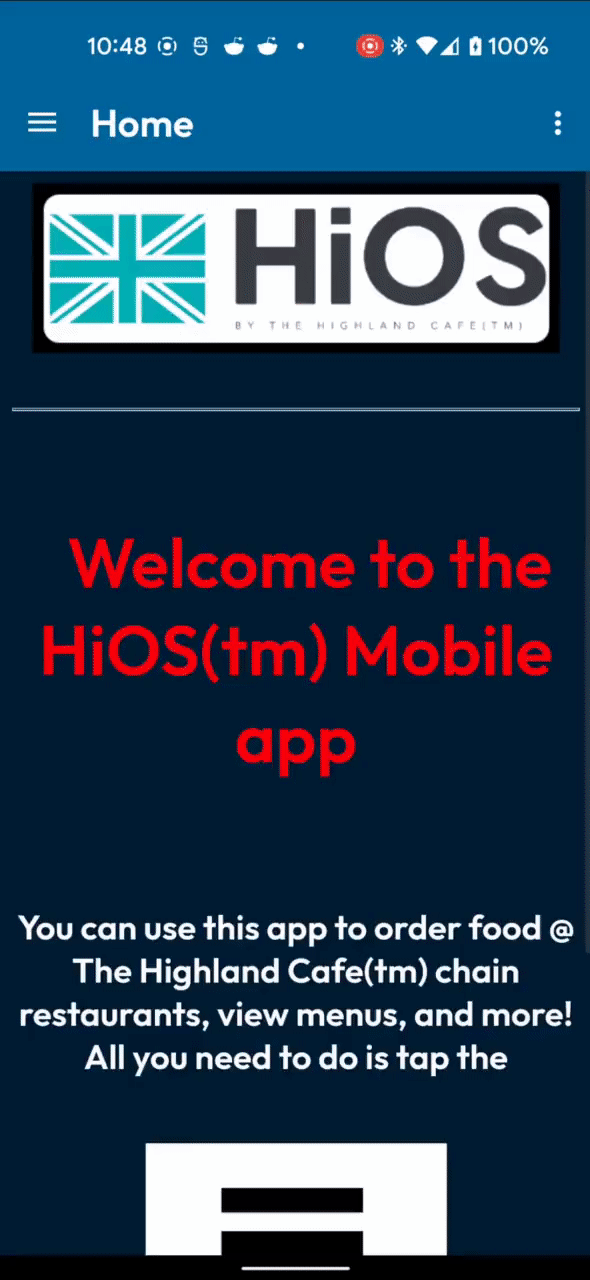 10:48
100%
Home
HiOS
BY THE HIGHLAND CAFE(TM)
Welcome to the
HiOS(tm) Mobile
app
You can use this app to order food @
The Highland Cafe(tm) chain
restaurants, view menus, and more!
All you need to do is tap the